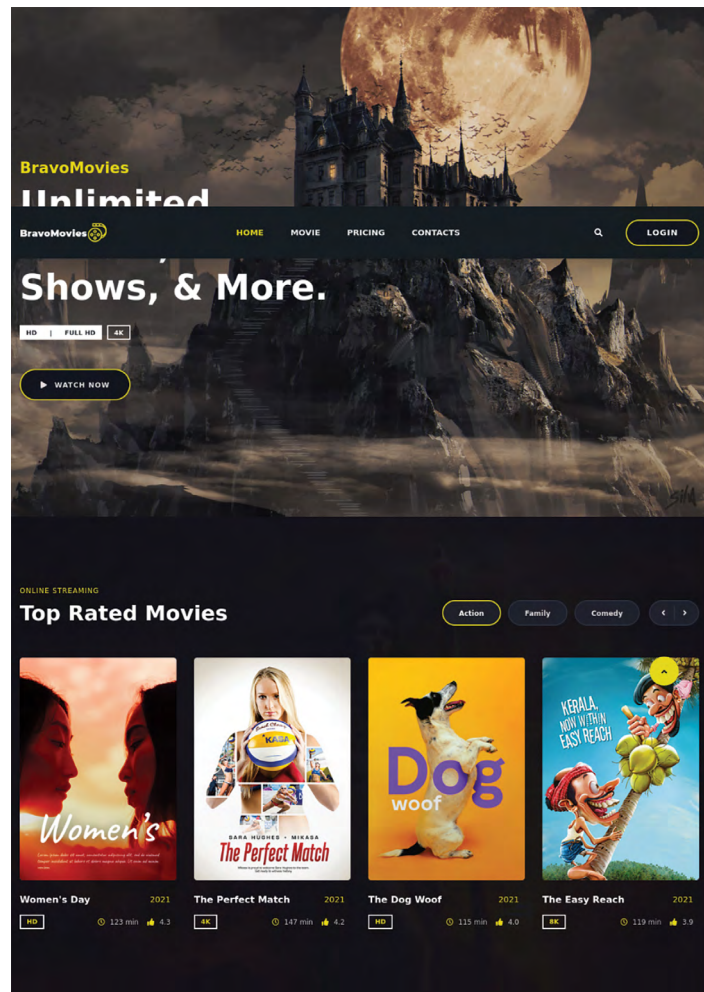 BravoMovies
Unlimited
BravoMovies
HOME MOVIE PRICING CONTACTS
LOGIN
Shows, & More.
HD | FULL HD 4K
WATCH NOW
SilA
ONLINE STREAMING
Top Rated Movies
Action Family Comedy
Women's
Dog
woof
KERALA,
NOW WITHIN
EASY REACH
SARA HUGHES + MIKASA
The Perfect Match
Women's Day 2021
HD 123 min 4.3
The Perfect Match 2021
4K 147 min 4.2
The Dog Woof 2021
HD 115 min 4.0
The Easy Reach 2021
8K 119 min 3.9